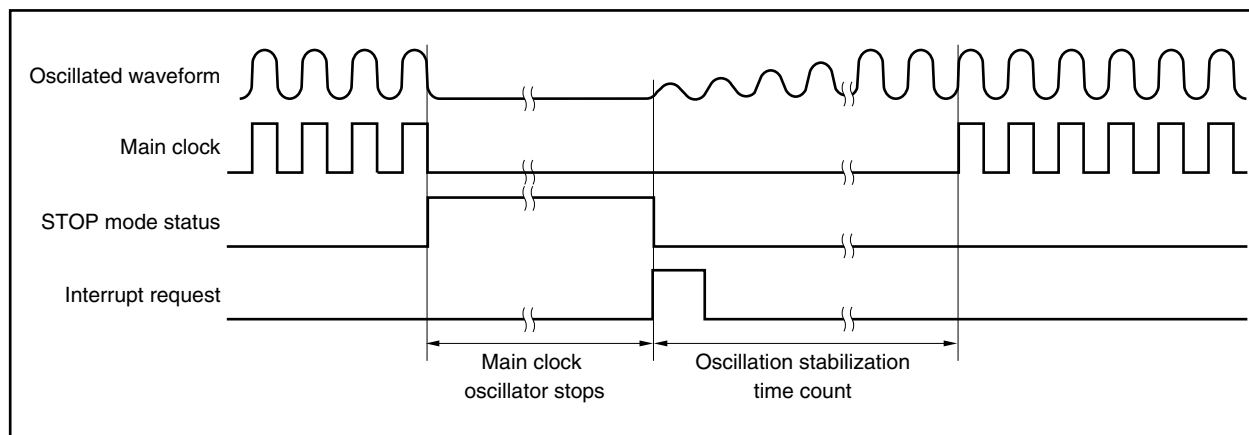 Oscillated waveform
Main clock
STOP mode status
Interrupt request
Main clock
oscillator stops
Oscillation stabilization
time count